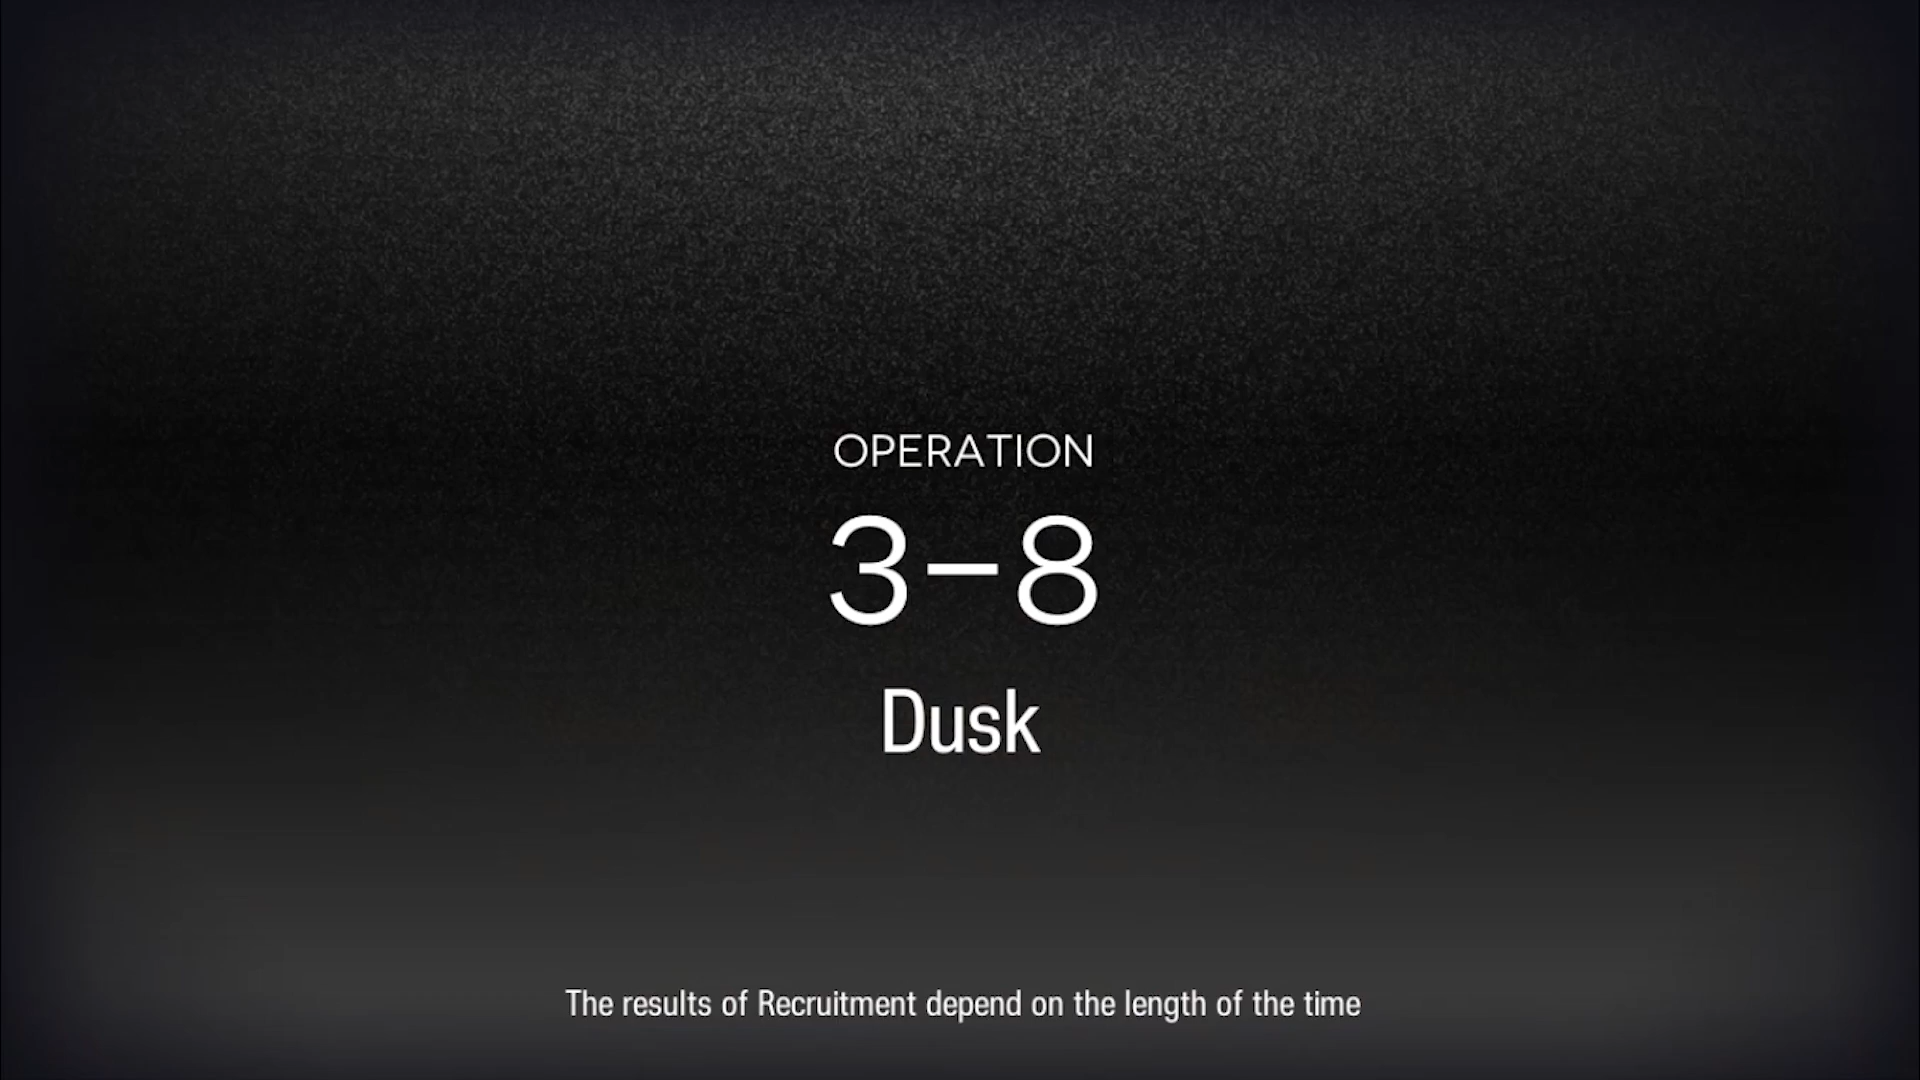 OPERATION
3–8
Dusk
The results of Recruitment depend on the length of the time